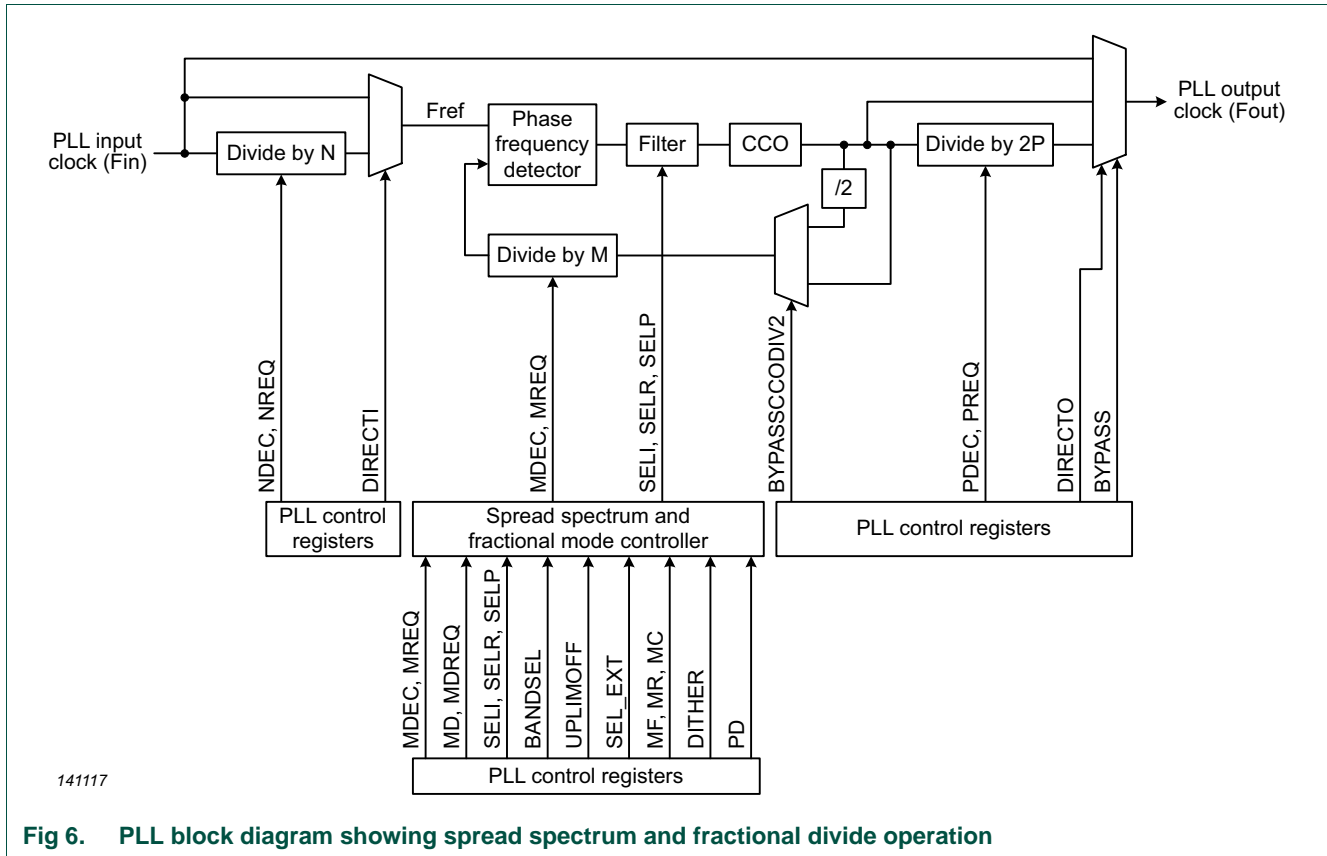 PLL input
clock (Fin)
Divide by N
Fref
Phase
frequency
detector
Filter
CCO
/2
Divide by 2P
PLL output
clock (Fout)
Divide by M
NDEC, NREQ
DIRECTI
MDEC, MREQ
SELI, SELR, SELP
BYPASSCCODIV2
PDEC, PREQ
DIRECTO
BYPASS
PLL control
registers
Spread spectrum and
fractional mode controller
PLL control registers
MDEC, MREQ
MD, MDREQ
SELI, SELR, SELP
BANDSEL
UPLIMOFF
SEL_EXT
MF, MR, MC
DITHER
PD
PLL control registers
141117
Fig 6. PLL block diagram showing spread spectrum and fractional divide operation